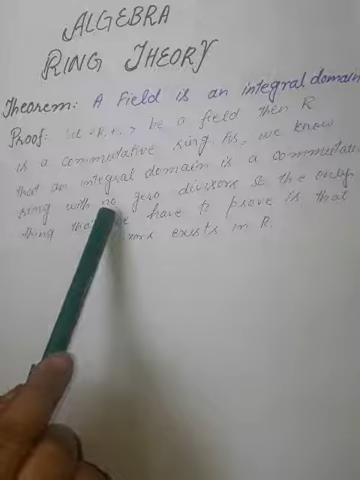 ALGEBRA
RING THEORY
Theorem: A Field is an integral domain
Proof: Let <R, +, .> be a field then R
is a commutative ring. As, we know
that an integral domain is a commutative
ring with no zero divisors so the only
thing that we have to prove is that
exists in R.